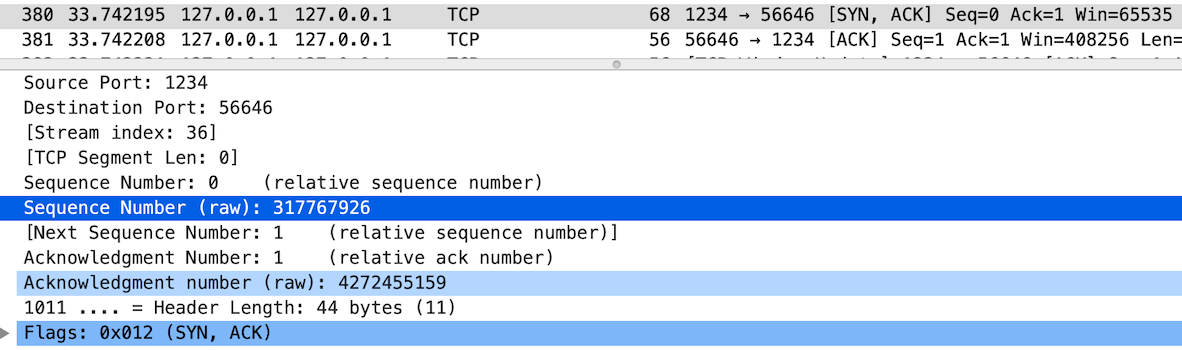 380 33.742195 127.0.0.1 127.0.0.1 TCP 68 1234 → 56646 [SYN, ACK] Seq=0 Ack=1 Win=65535
381 33.742208 127.0.0.1 127.0.0.1 TCP 56 56646 → 1234 [ACK] Seq=1 Ack=1 Win=408256 Len=
Source Port: 1234
Destination Port: 56646
[Stream index: 36]
[TCP Segment Len: 0]
Sequence Number: 0 (relative sequence number)
Sequence Number (raw): 317767926
[Next Sequence Number: 1 (relative sequence number)]
Acknowledgment Number: 1 (relative ack number)
Acknowledgment number (raw): 4272455159
1011 .... = Header Length: 44 bytes (11)
Flags: 0x012 (SYN, ACK)